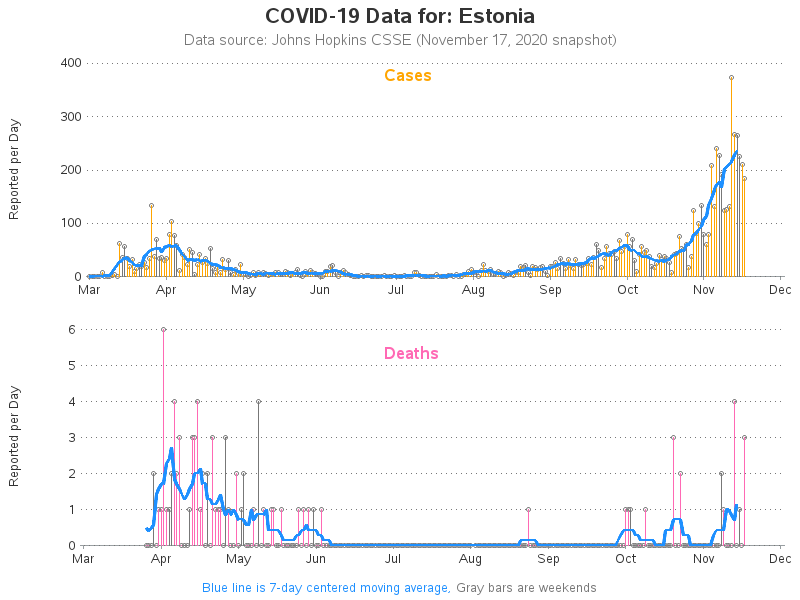 COVID-19 Data for: Estonia
Data source: Johns Hopkins CSSE (November 17, 2020 snapshot)
Cases
Reported per Day
400
300
200
100
0
Mar Apr May Jun Jul Aug Sep Oct Nov Dec
Deaths
Reported per Day
6
5
4
3
2
1
0
Mar Apr May Jun Jul Aug Sep Oct Nov Dec
Blue line is 7-day centered moving average, Gray bars are weekends